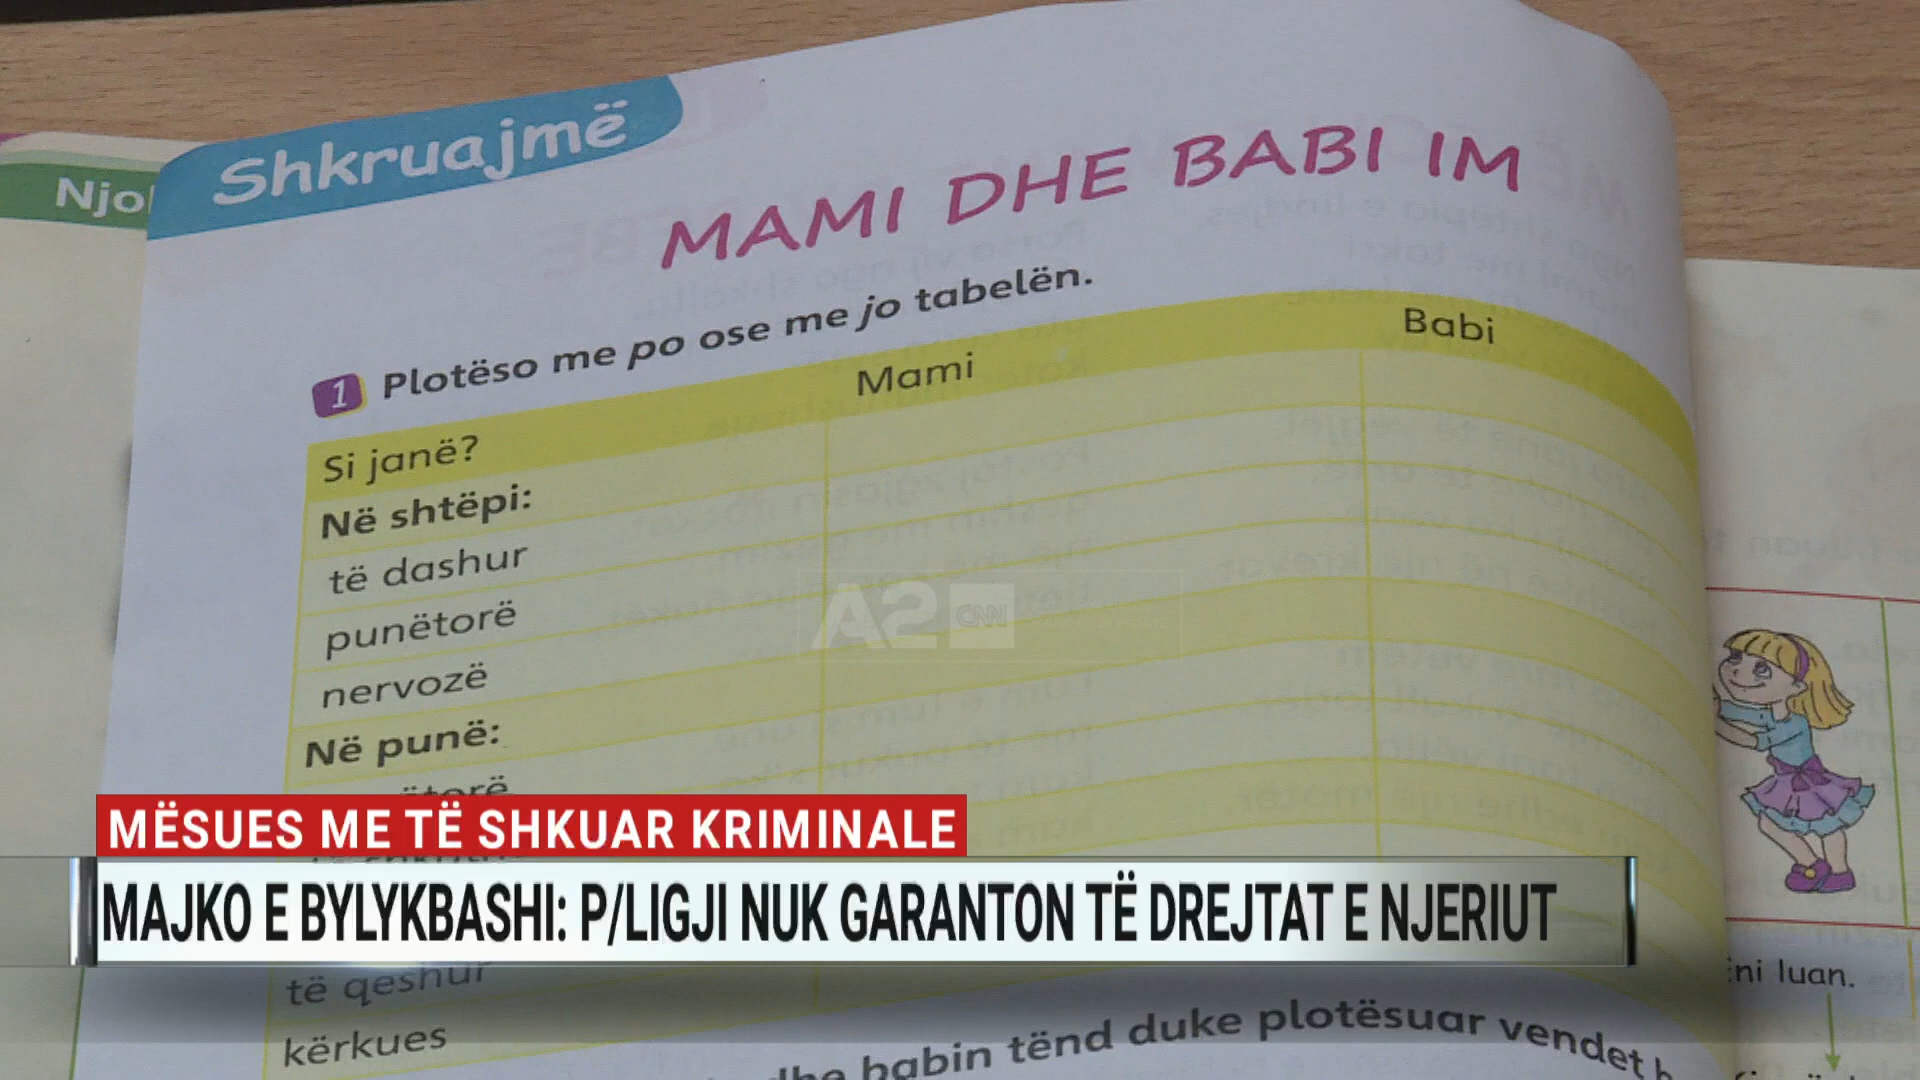 Shkruajmë
MAMI DHE BABI IM
1 Plotëso me po ose me jo tabelën.
Si janë? Mami Babi
Në shtëpi:
të dashur
punëtorë
nervozë
Në punë:
A2 CNN
MËSUES ME TË SHKUAR KRIMINALE
MAJKO E BYLYKBASHI: P/LIGJI NUK GARANTON TË DREJTAT E NJERIUT
të qeshur
kërkues
babin tënd duke plotësuar vendet
luan.